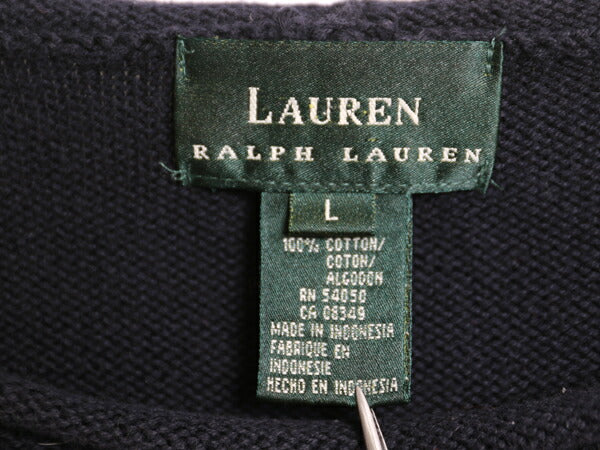 LAUREN
RALPH LAUREN
L
100% COTTON/
COTON/
ALGODON
RN 54050
CA 08349
MADE IN INDONESIA
FABRIQUE EN
INDONESIE
HECHO EN INDONESIA